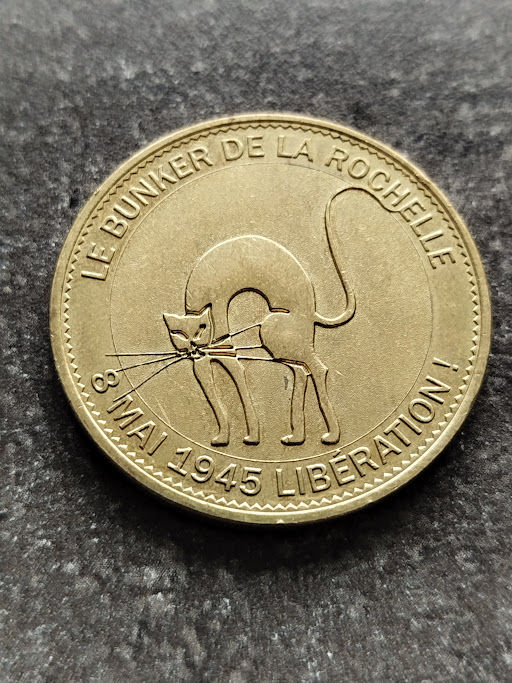 LE BUNKER DE LA ROCHELLE
8 MAI 1945 LIBÉRATION !